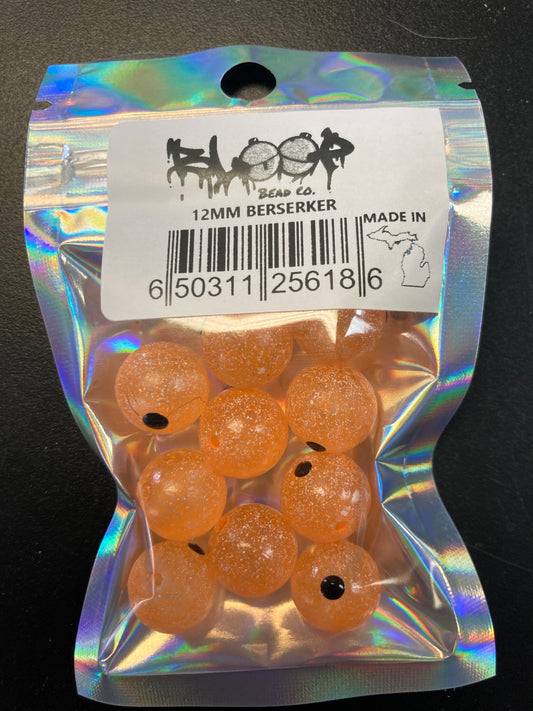 BLOOP
BEAD CO.
12MM BERSERKER
MADE IN
6 50311 25618 6